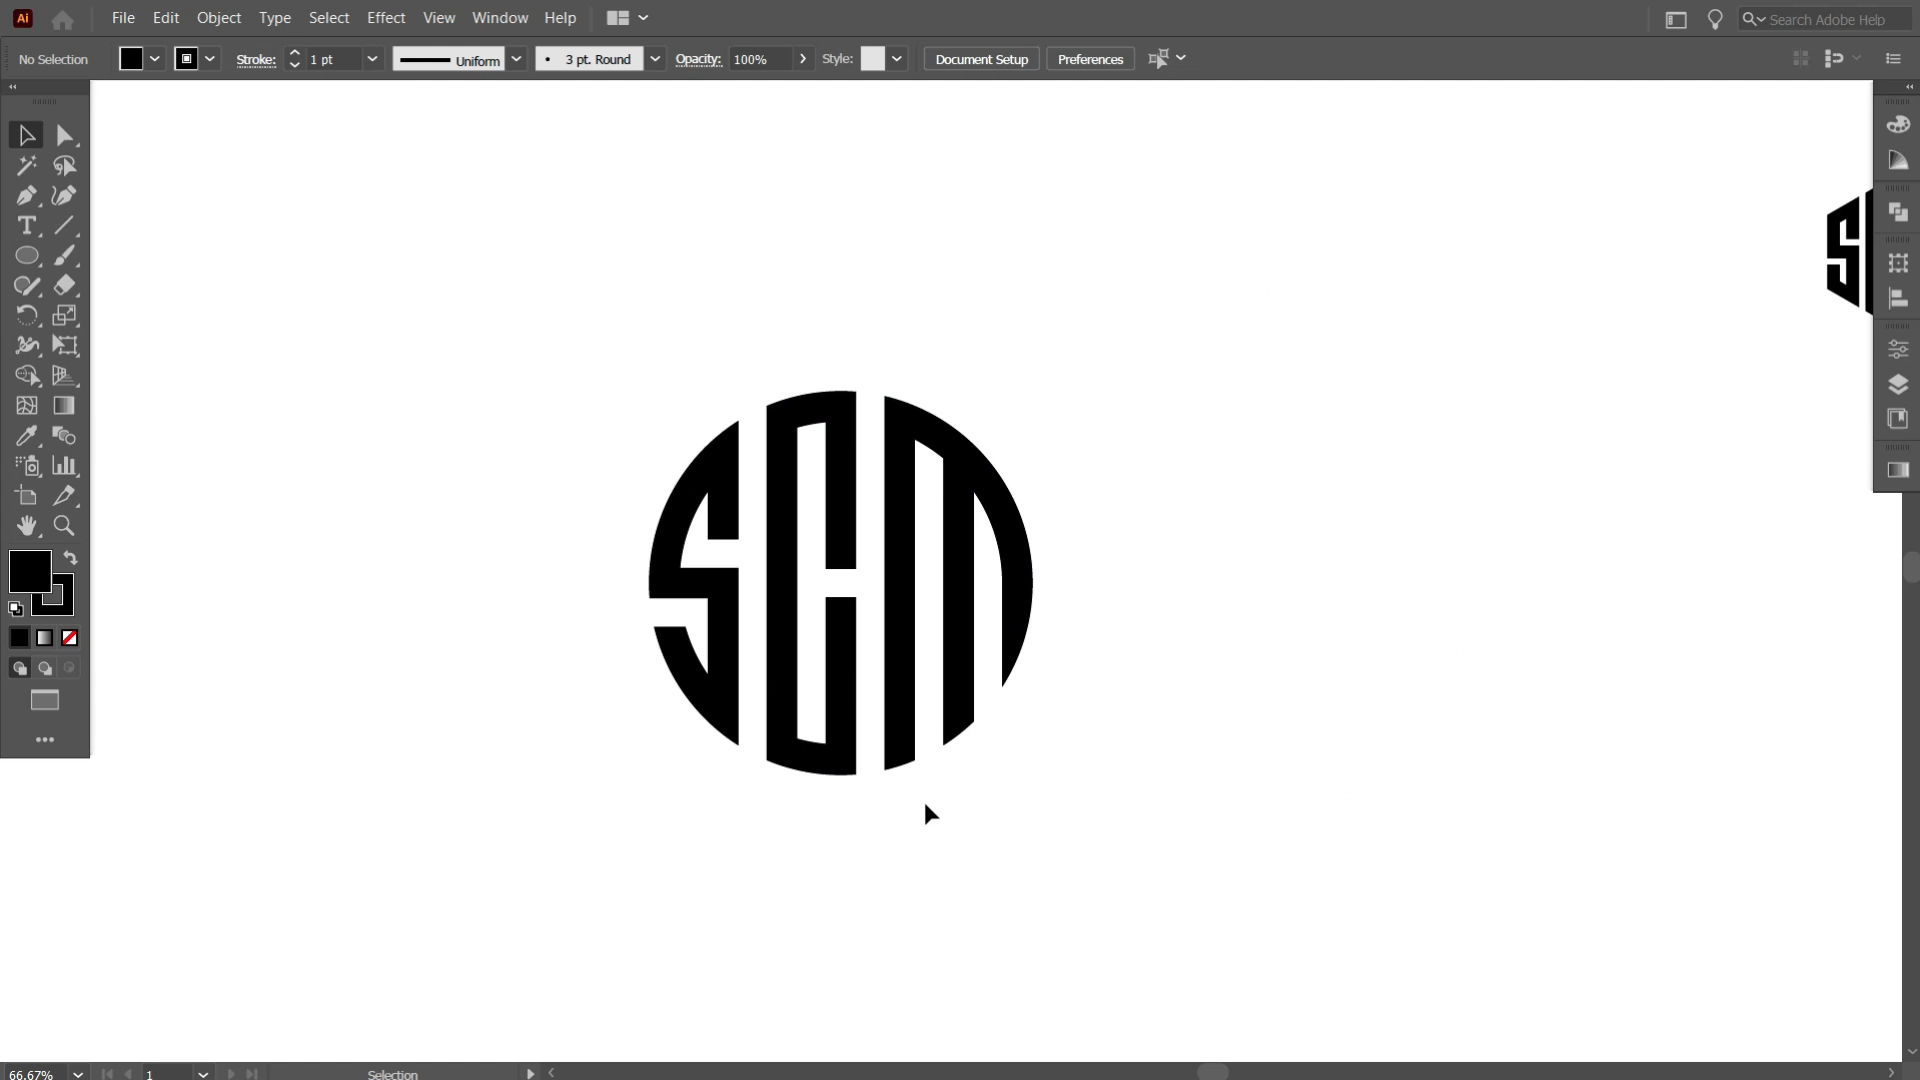 Ai File Edit Object Type Select Effect View Window Help Search Adobe Help
No Selection Stroke: 1 pt Uniform 3 pt. Round Opacity: 100% Style: Document Setup Preferences
S
SCM
66.67% 1 Selection